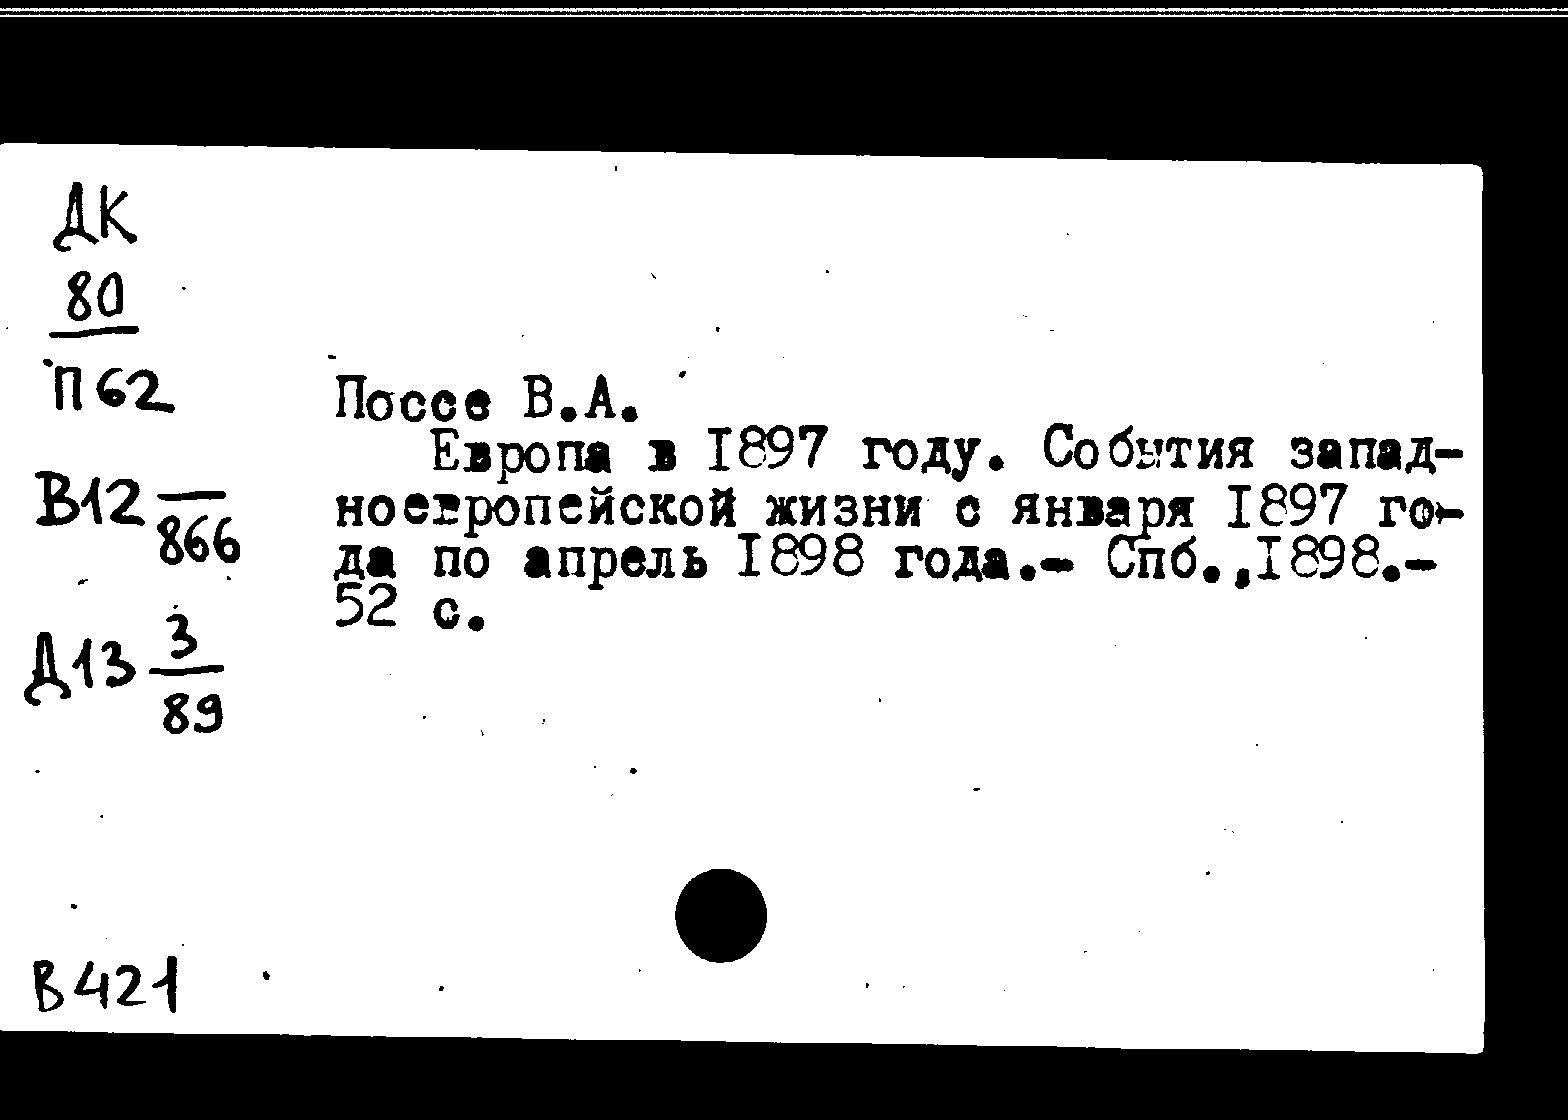 ДК
80
П62
В12 —
866
Д13 3
89
Поссе В.А.
Европа в 1897 году. События запад-
ноевропейской жизни с января 1897 го-
да по апрель 1898 года.- Спб.,1898.-
52 с.
В421